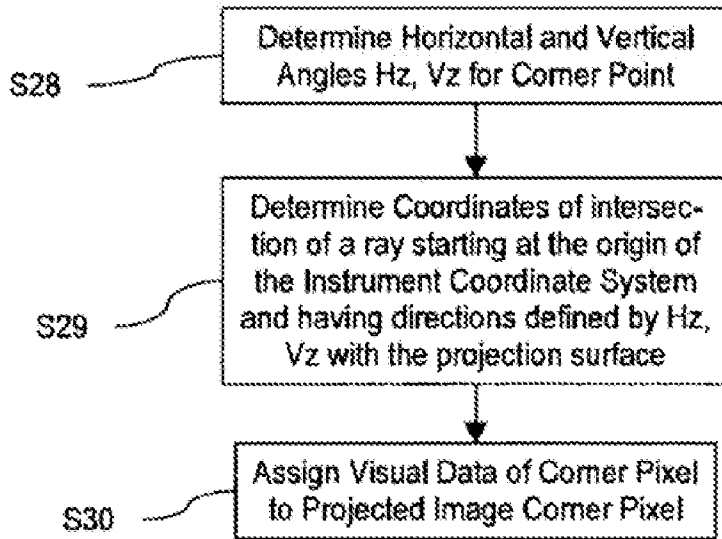 Determine Horizontal and Vertical
Angles Hz, Vz for Corner Point
S28
Determine Coordinates of intersec-
tion of a ray starting at the origin of
the Instrument Coordinate System
and having directions defined by Hz,
Vz with the projection surface
S29
Assign Visual Data of Corner Pixel
to Projected Image Corner Pixel
S30